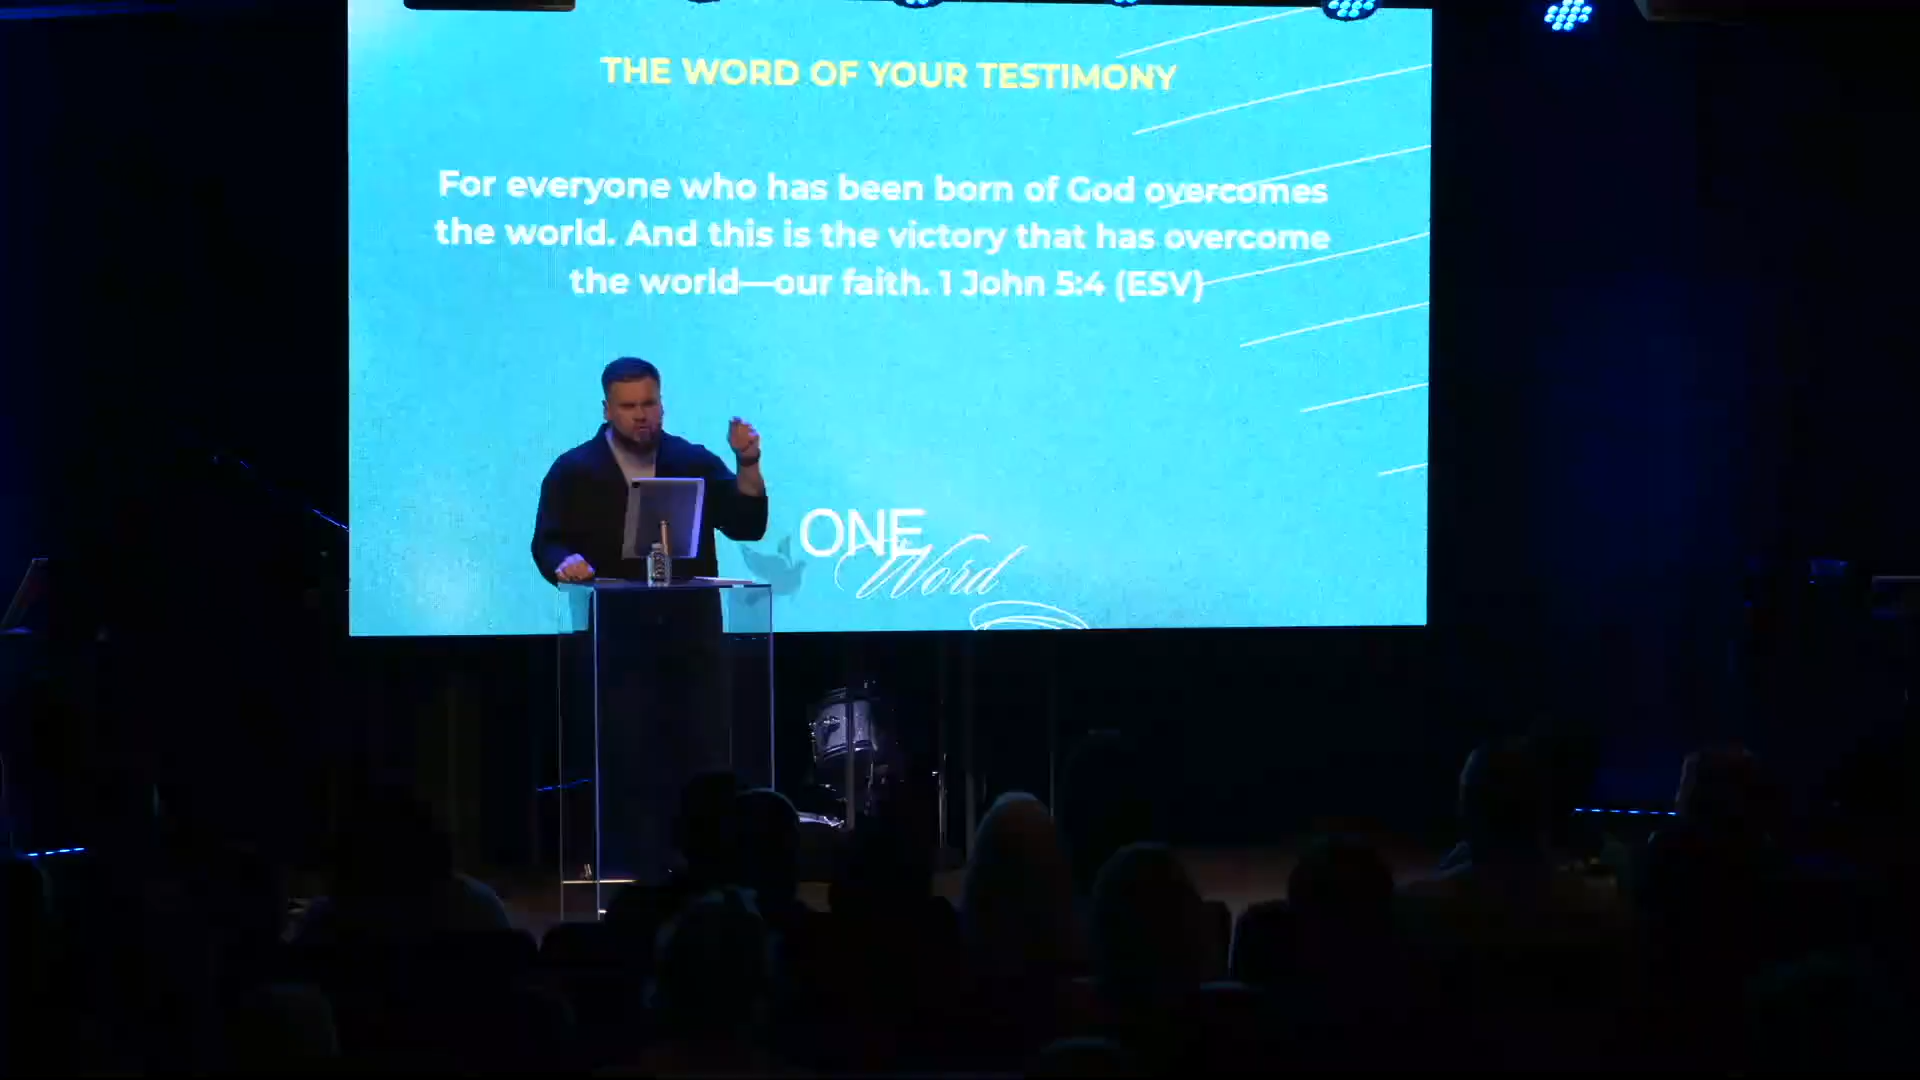 THE WORD OF YOUR TESTIMONY
For everyone who has been born of God overcomes
the world. And this is the victory that has overcome
the world—our faith. 1 John 5:4 (ESV)
ONE
Word